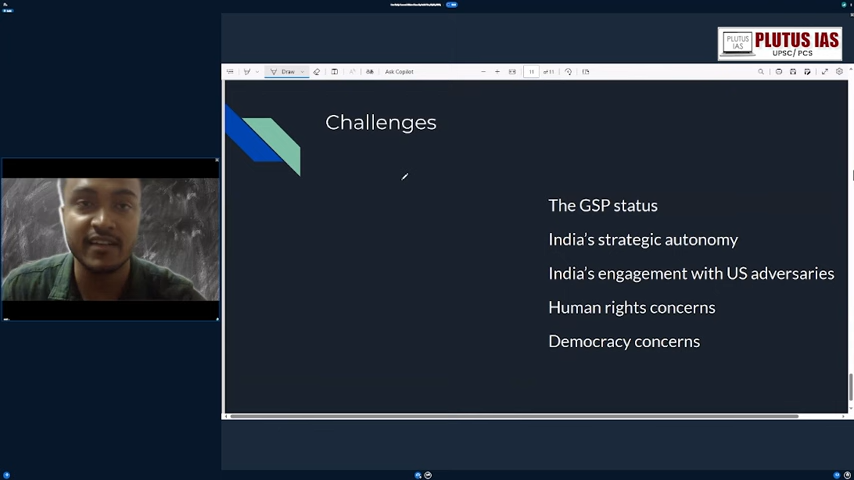 PLUTUS IAS
UPSC/ PCS
PLUTUS
IAS
Draw
Ask Copilot
11
of 11
Challenges
The GSP status
India's strategic autonomy
India's engagement with US adversaries
Human rights concerns
Democracy concerns